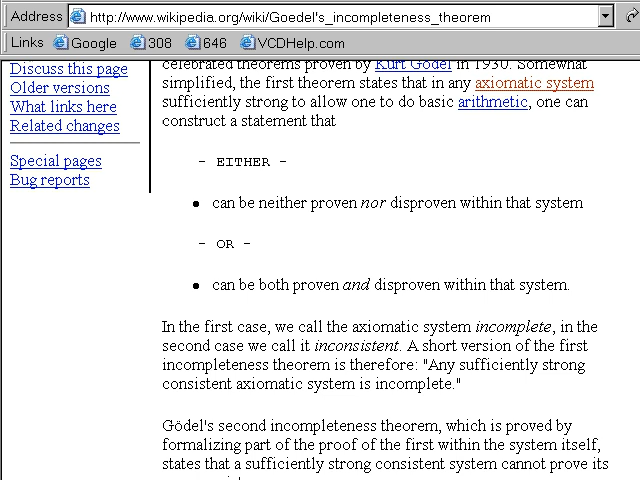 Address http://www.wikipedia.org/wiki/Goedel's_incompleteness_theorem
Links Google 308 646 VCDHelp.com
Discuss this page
Older versions
What links here
Related changes
Special pages
Bug reports
celebrated theorems proven by Kurt Gödel in 1930. Somewhat
simplified, the first theorem states that in any axiomatic system
sufficiently strong to allow one to do basic arithmetic, one can
construct a statement that
- EITHER -
• can be neither proven nor disproven within that system
- OR -
• can be both proven and disproven within that system.
In the first case, we call the axiomatic system incomplete, in the
second case we call it inconsistent. A short version of the first
incompleteness theorem is therefore: "Any sufficiently strong
consistent axiomatic system is incomplete."
Gödel's second incompleteness theorem, which is proved by
formalizing part of the proof of the first within the system itself,
states that a sufficiently strong consistent system cannot prove its